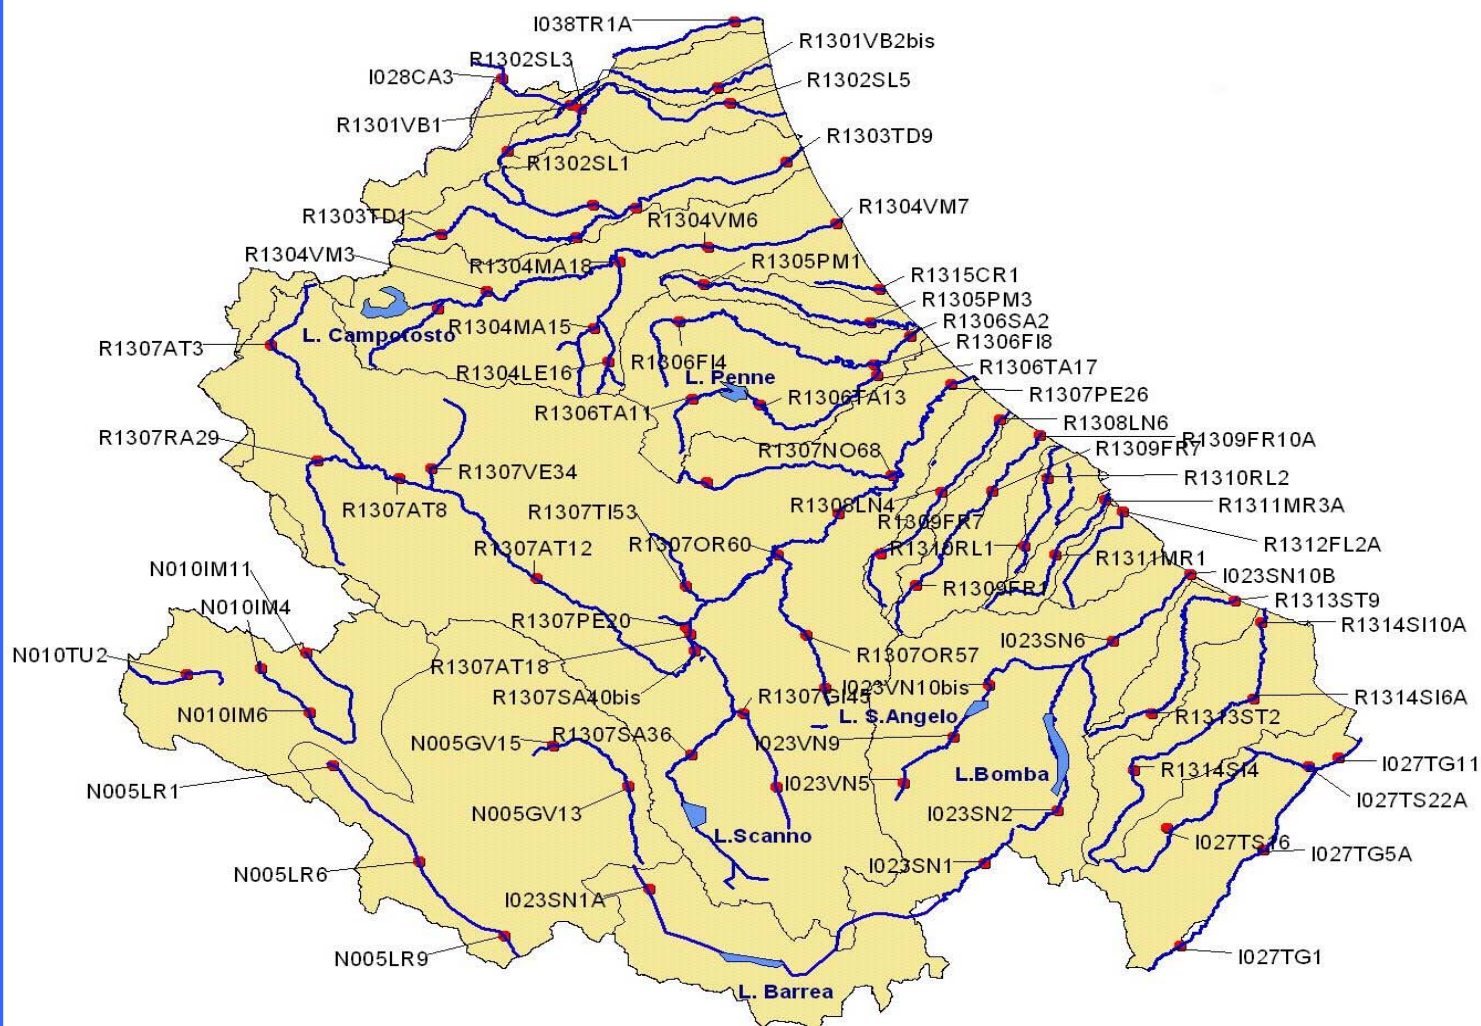 I038TR1A
R1301VB2bis
R1302SL3
I028CA3
R1302SL5
R1301VB1
R1303TD9
R1302SL1
R1303TD1
R1304VM7
R1304VM6
R1304VM3
R1304MA18
R1305PM1
R1315CR1
R1305PM3
R1306SA2
R1304MA15
L. Campotosto
R1306FI8
R1307AT3
R1306FI4
R1306TA17
R1304LE16
L. Penne
R1307PE26
R1306TA13
R1306TA11
R1308LN6
R1307RA29
R1309FR10A
R1307NO68
R1309FR7
R1307VE34
R1310RL2
R1308LN4
R1311MR3A
R1307AT8
R1307TI53
R1309FR7
R1307AT12
R1307OR60
R1310RL1
R1312FL2A
R1311MR1
N010IM11
I023SN10B
R1309FR1
R1313ST9
N010IM4
R1307PE20
R1314SI10A
I023SN6
N010TU2
R1307AT18
R1307OR57
R1307SA40bis
R1307GI45
I023VN10bis
R1314SI6A
N010IM6
L. S.Angelo
R1313ST2
N005GV15
R1307SA36
I023VN9
I027TG11
L.Bomba
R1314SI4
N005LR1
I023VN5
I027TS22A
N005GV13
I023SN2
L.Scanno
I027TS16
I027TG5A
N005LR6
I023SN1
I023SN1A
N005LR9
I027TG1
L. Barrea